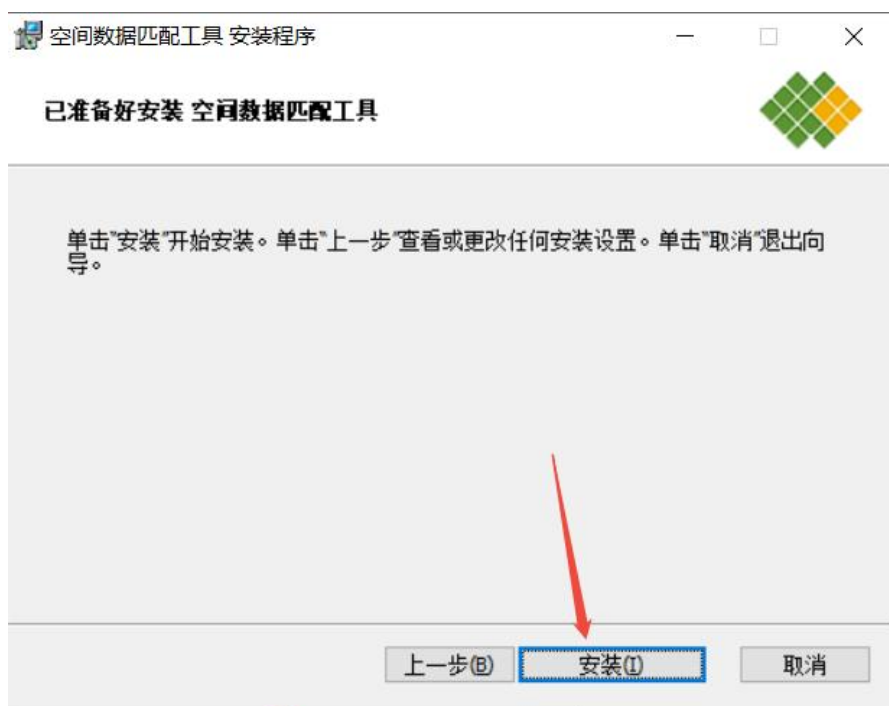 空间数据匹配工具 安装程序
已准备好安装 空间数据匹配工具
单击"安装"开始安装。单击"上一步"查看或更改任何安装设置。单击"取消"退出向
导。
上一步(B)
安装(I)
取消